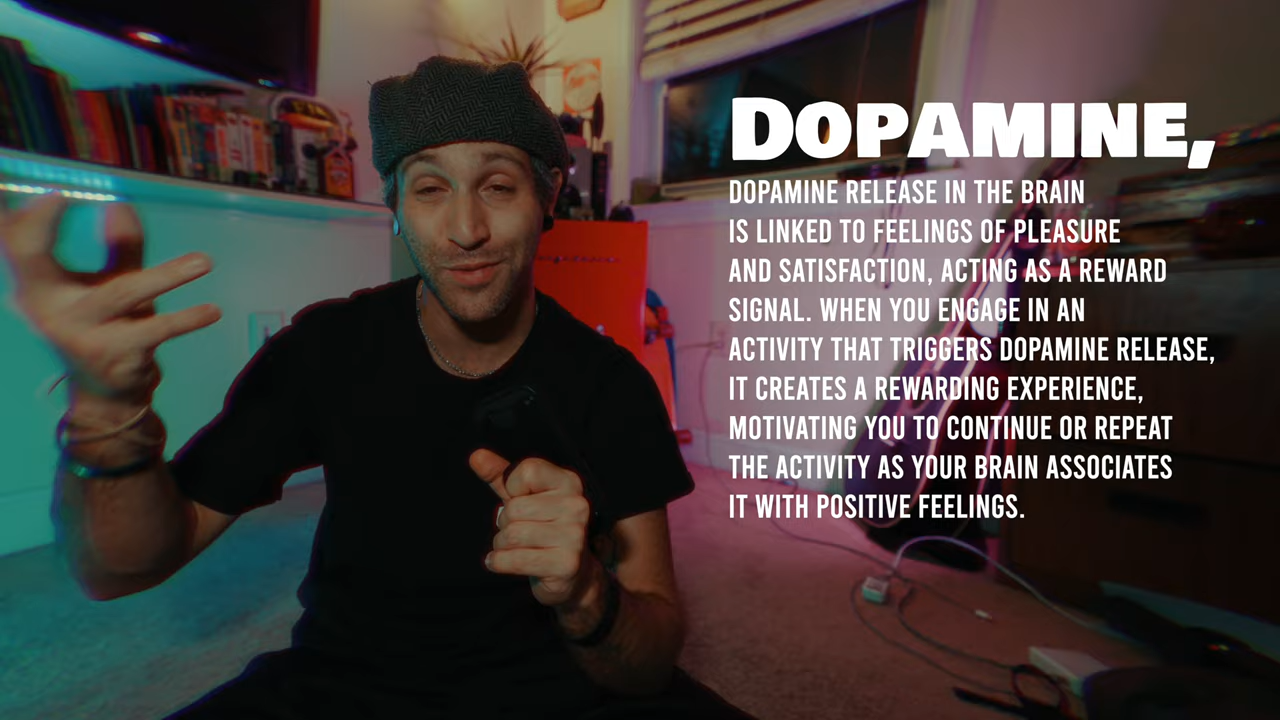 DOPAMINE,
DOPAMINE RELEASE IN THE BRAIN
IS LINKED TO FEELINGS OF PLEASURE
AND SATISFACTION, ACTING AS A REWARD
SIGNAL. WHEN YOU ENGAGE IN AN
ACTIVITY THAT TRIGGERS DOPAMINE RELEASE,
IT CREATES A REWARDING EXPERIENCE,
MOTIVATING YOU TO CONTINUE OR REPEAT
THE ACTIVITY AS YOUR BRAIN ASSOCIATES
IT WITH POSITIVE FEELINGS.